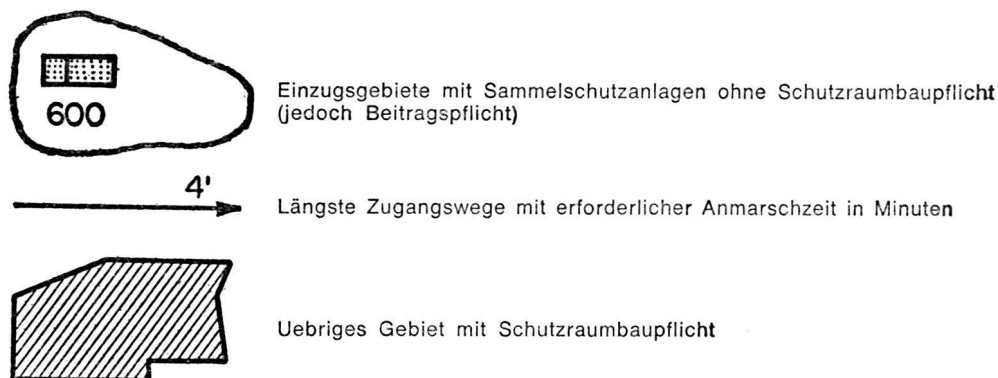 600
Einzugsgebiete mit Sammelschutzanlagen ohne Schutzraumbaupflicht
(jedoch Beitragspflicht)
4'
Längste Zugangswege mit erforderlicher Anmarschzeit in Minuten
Uebriges Gebiet mit Schutzraumbaupflicht